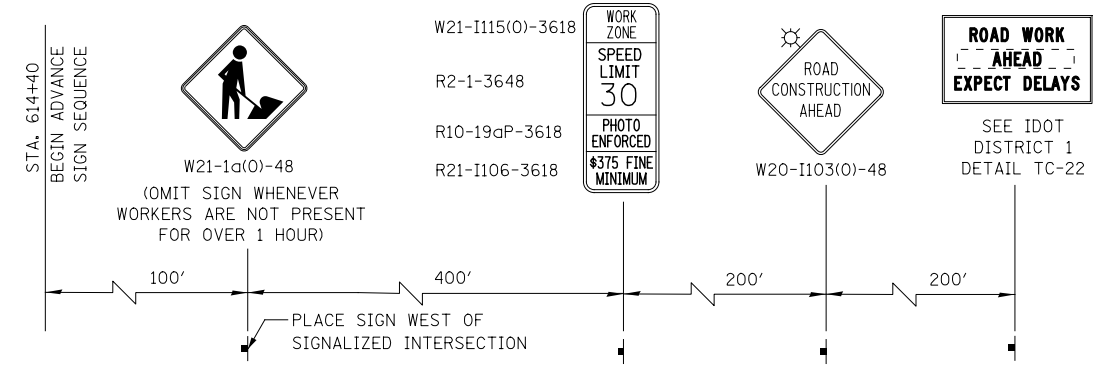 STA. 614+40
BEGIN ADVANCE
SIGN SEQUENCE
W21-1a(O)-48
(OMIT SIGN WHENEVER
WORKERS ARE NOT PRESENT
FOR OVER 1 HOUR)
W21-I115(O)-3618
R2-1-3648
R10-19aP-3618
R21-I106-3618
WORK
ZONE
SPEED
LIMIT
30
PHOTO
ENFORCED
$375 FINE
MINIMUM
ROAD
CONSTRUCTION
AHEAD
W20-I103(O)-48
ROAD WORK
AHEAD
EXPECT DELAYS
SEE IDOT
DISTRICT 1
DETAIL TC-22
100'
400'
200'
200'
PLACE SIGN WEST OF
SIGNALIZED INTERSECTION